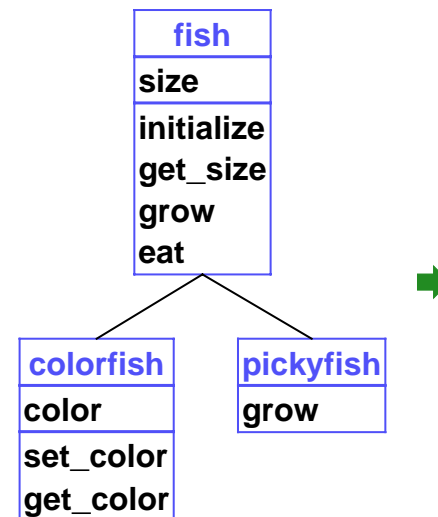 fish
size
initialize
get_size
grow
eat
colorfish
color
set_color
get_color
pickyfish
grow